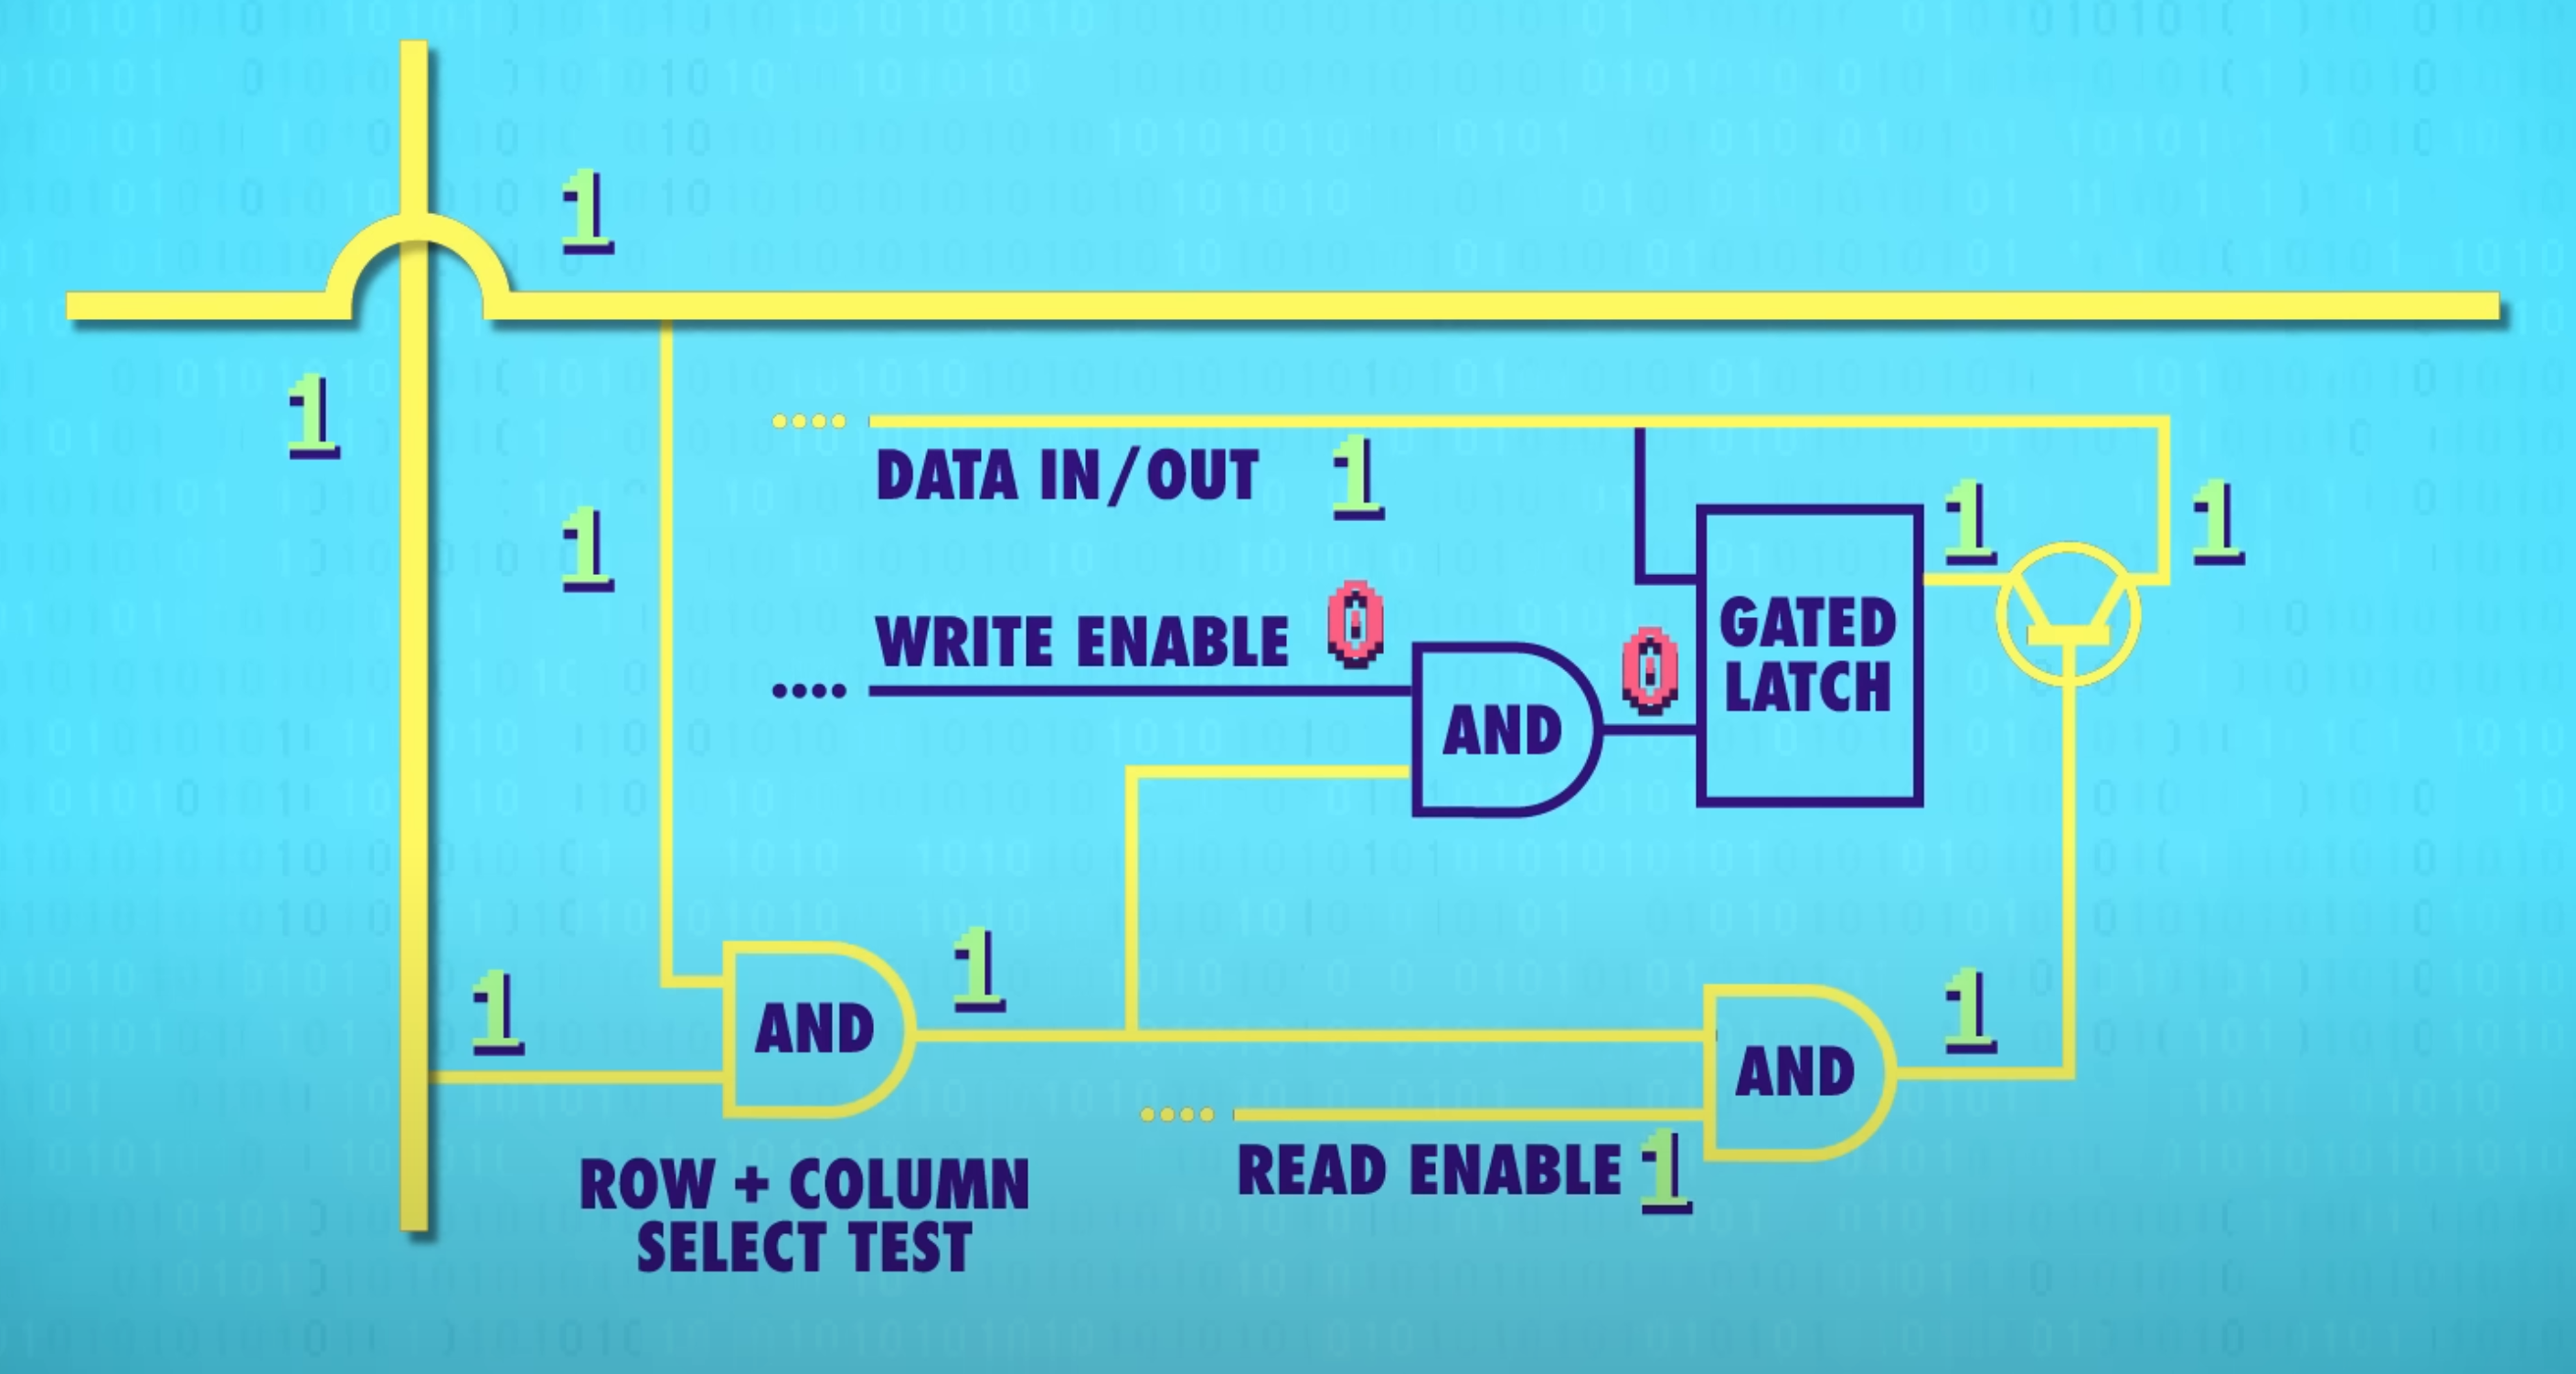 1
1
1
DATA IN/OUT 1
1
1
WRITE ENABLE 0
0
GATED
LATCH
AND
1
1
AND
1
AND
READ ENABLE 1
ROW + COLUMN
SELECT TEST